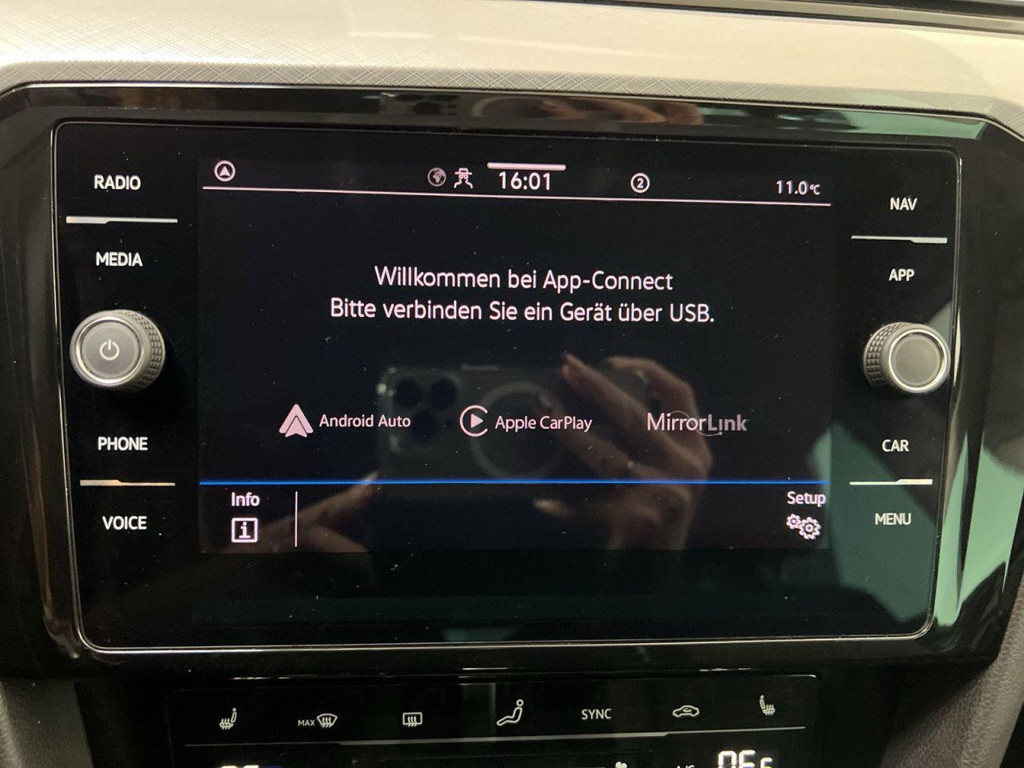 RADIO
MEDIA
PHONE
VOICE
16:01
2
11.0°C
Willkommen bei App-Connect
Bitte verbinden Sie ein Gerät über USB.
Android Auto
Apple CarPlay
MirrorLink
Info
i
Setup
NAV
APP
CAR
MENU
MAX
SYNC